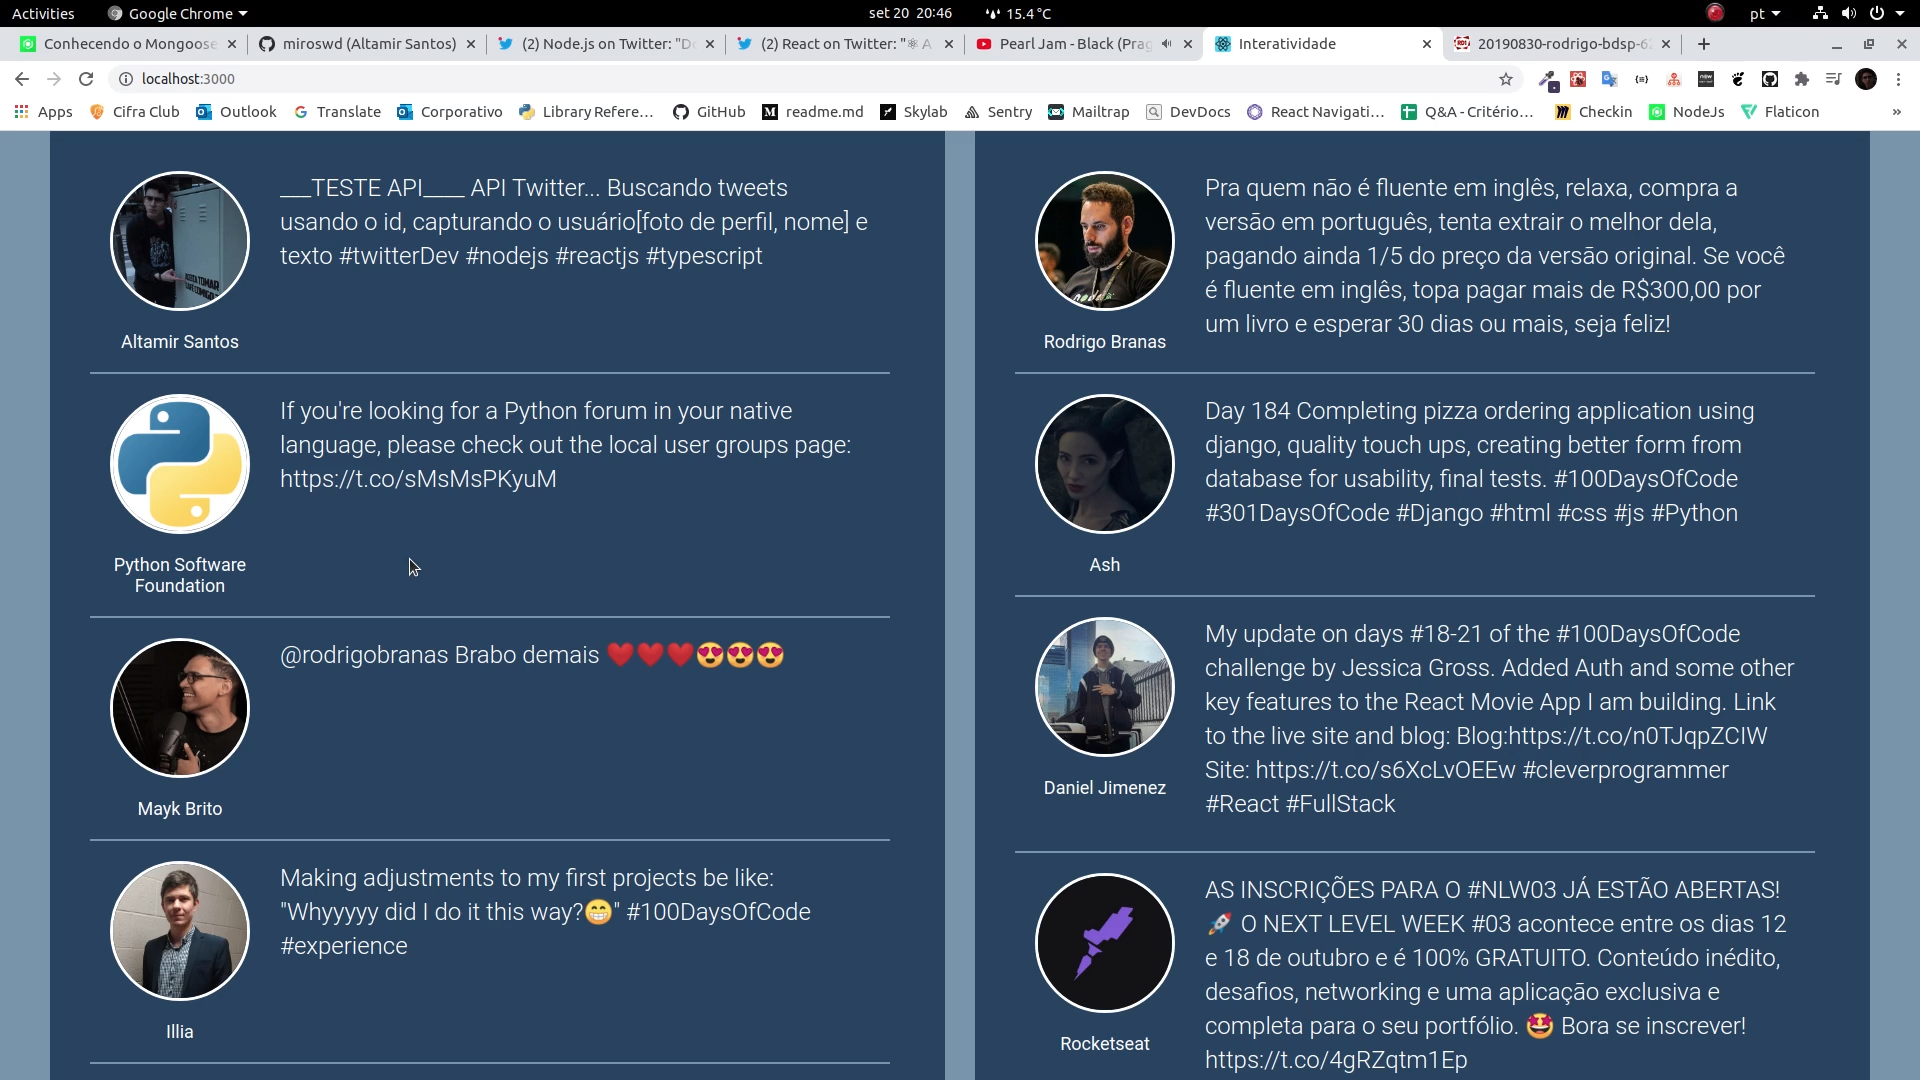 Activities
Google Chrome
set 20 20:46
15.4 °C
pt
Conhecendo o Mongoose
miroswd (Altamir Santos)
(2) Node.js on Twitter: "Do
(2) React on Twitter: "⚛ A
Pearl Jam - Black (Prag
Interatividade
20190830-rodrigo-bdsp-6
localhost:3000
Apps
Cifra Club
Outlook
Translate
Corporativo
Library Refere…
GitHub
readme.md
Skylab
Sentry
Mailtrap
DevDocs
React Navigati…
Q&A - Critério…
Checkin
NodeJs
Flaticon
»
___TESTE API____ API Twitter... Buscando tweets
usando o id, capturando o usuário[foto de perfil, nome] e
texto #twitterDev #nodejs #reactjs #typescript
Altamir Santos
If you're looking for a Python forum in your native
language, please check out the local user groups page:
https://t.co/sMsMsPKyuM
Python Software
Foundation
@rodrigobranas Brabo demais ❤️❤️❤️😍😍😍
Mayk Brito
Making adjustments to my first projects be like:
"Whyyyyy did I do it this way?😁" #100DaysOfCode
#experience
Illia
Pra quem não é fluente em inglês, relaxa, compra a
versão em português, tenta extrair o melhor dela,
pagando ainda 1/5 do preço da versão original. Se você
é fluente em inglês, topa pagar mais de R$300,00 por
um livro e esperar 30 dias ou mais, seja feliz!
Rodrigo Branas
Day 184 Completing pizza ordering application using
django, quality touch ups, creating better form from
database for usability, final tests. #100DaysOfCode
#301DaysOfCode #Django #html #css #js #Python
Ash
My update on days #18-21 of the #100DaysOfCode
challenge by Jessica Gross. Added Auth and some other
key features to the React Movie App I am building. Link
to the live site and blog: Blog:https://t.co/n0TJqpZCIW
Site: https://t.co/s6XcLvOEEw #cleverprogrammer
#React #FullStack
Daniel Jimenez
AS INSCRIÇÕES PARA O #NLW03 JÁ ESTÃO ABERTAS!
🚀 O NEXT LEVEL WEEK #03 acontece entre os dias 12
e 18 de outubro e é 100% GRATUITO. Conteúdo inédito,
desafios, networking e uma aplicação exclusiva e
completa para o seu portfólio. 🤩 Bora se inscrever!
https://t.co/4gRZqtm1Ep
Rocketseat